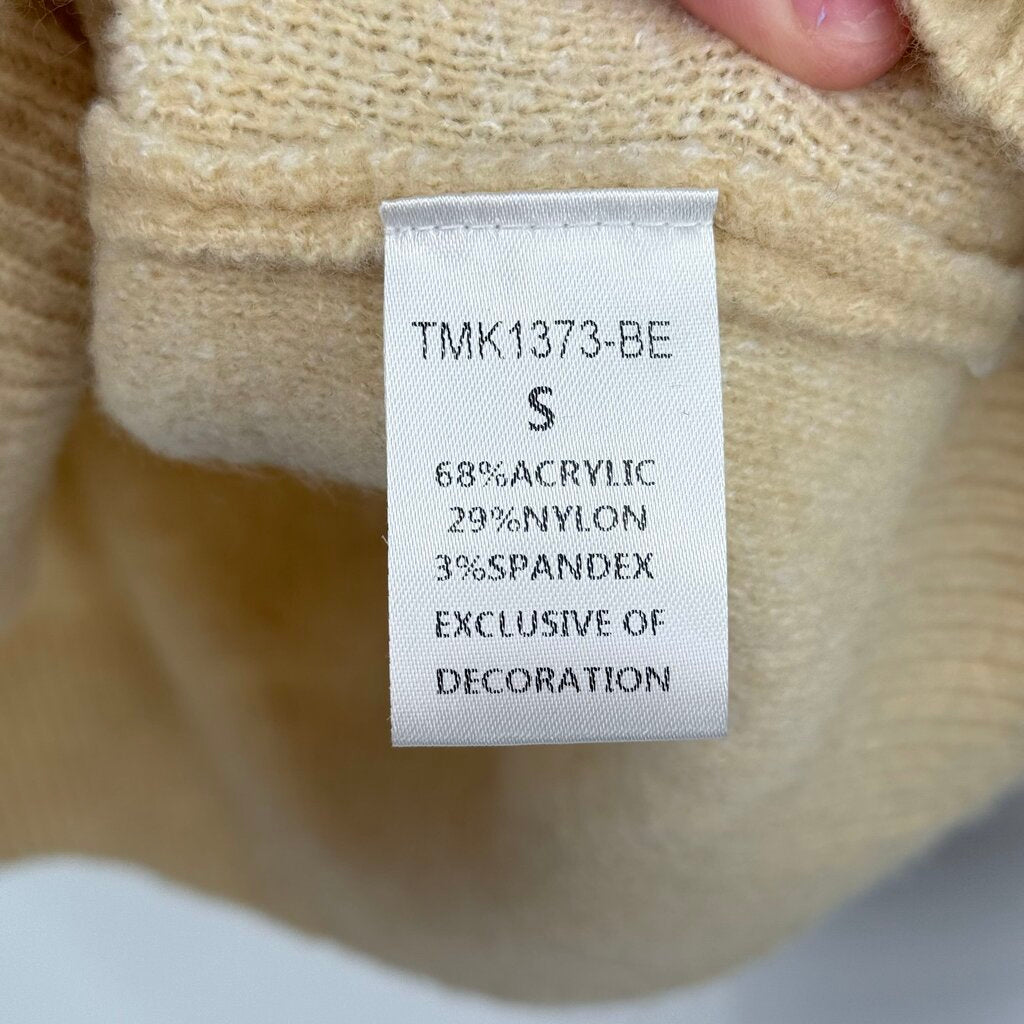 TMK1373-BE
S
68%ACRYLIC
29%NYLON
3%SPANDEX
EXCLUSIVE OF
DECORATION